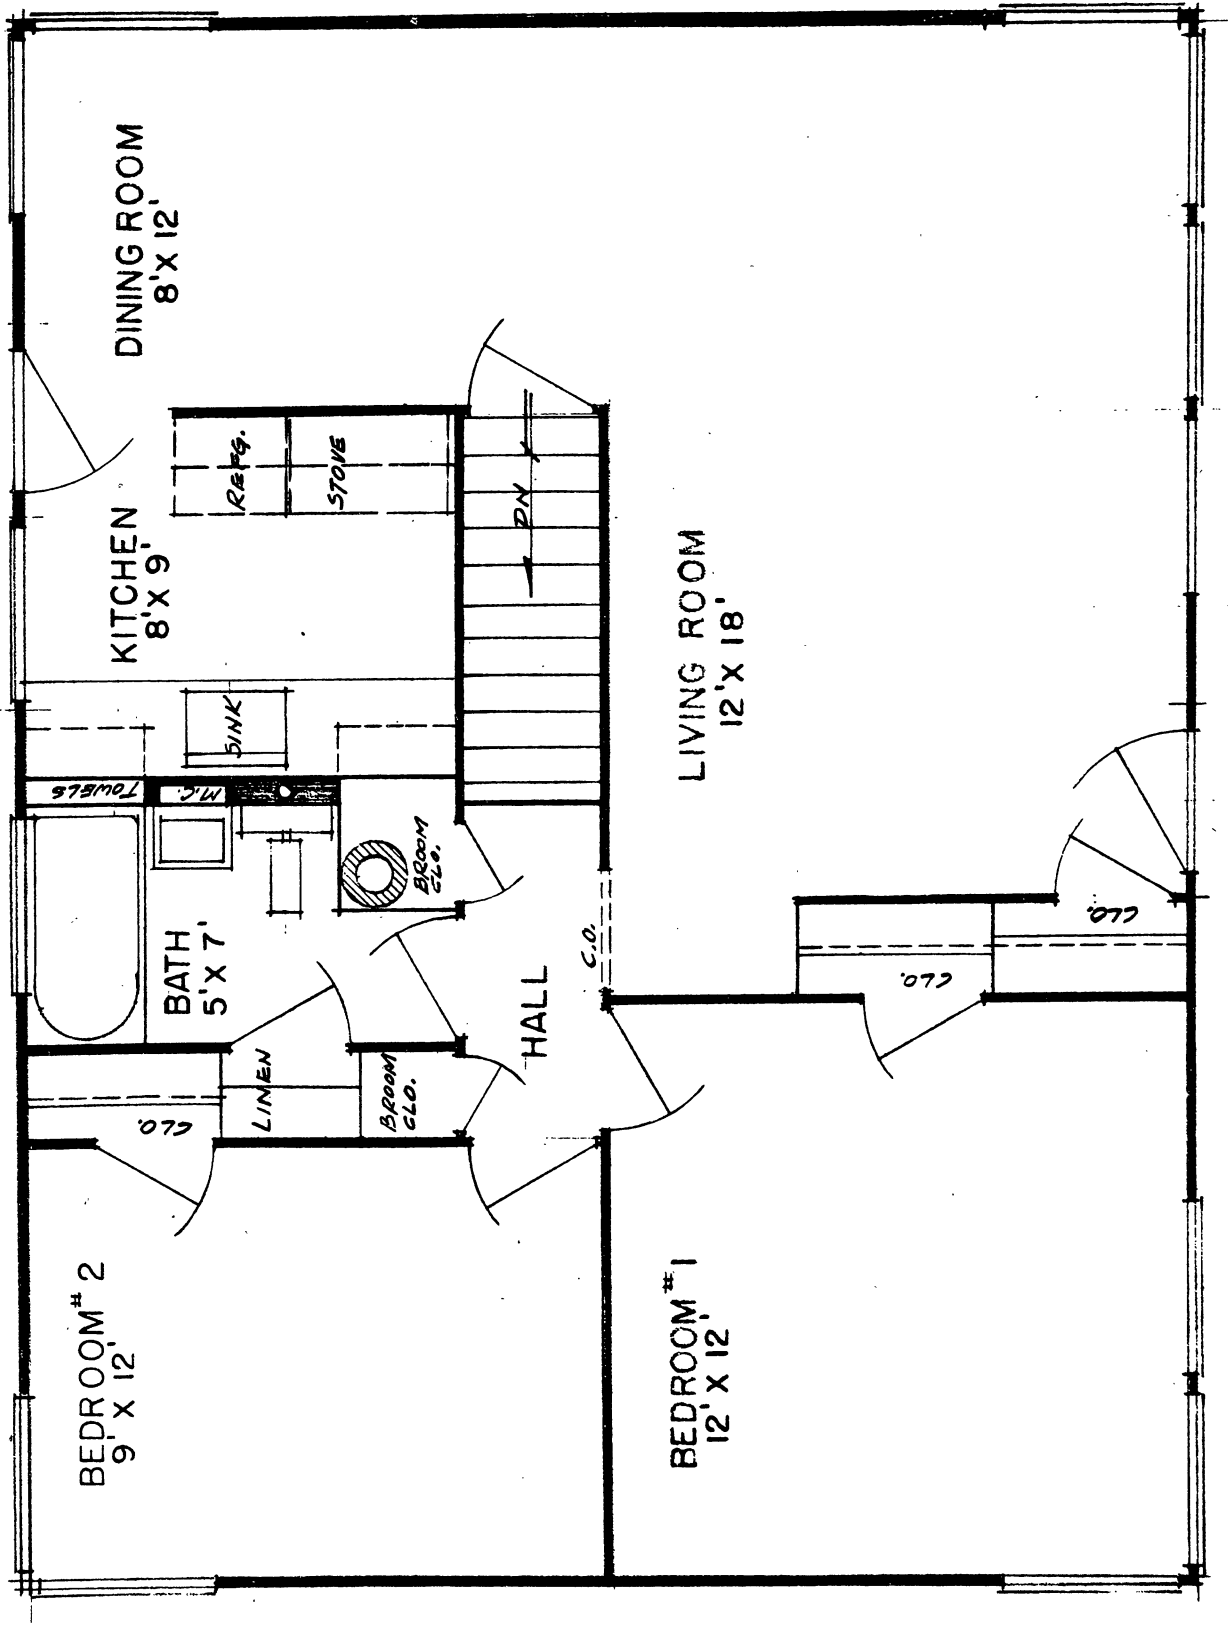 BEDROOM #2
9' X 12'
CLO.
LINEN
BROOM
CLO.
BATH
5' X 7'
TOWELS
M.C.
BROOM
CLO.
SINK
KITCHEN
8' X 9'
REFG.
STOVE
DINING ROOM
8' X 12'
HALL
C.O.
DN
BEDROOM #1
12' X 12'
CLO.
CLO.
LIVING ROOM
12' X 18'